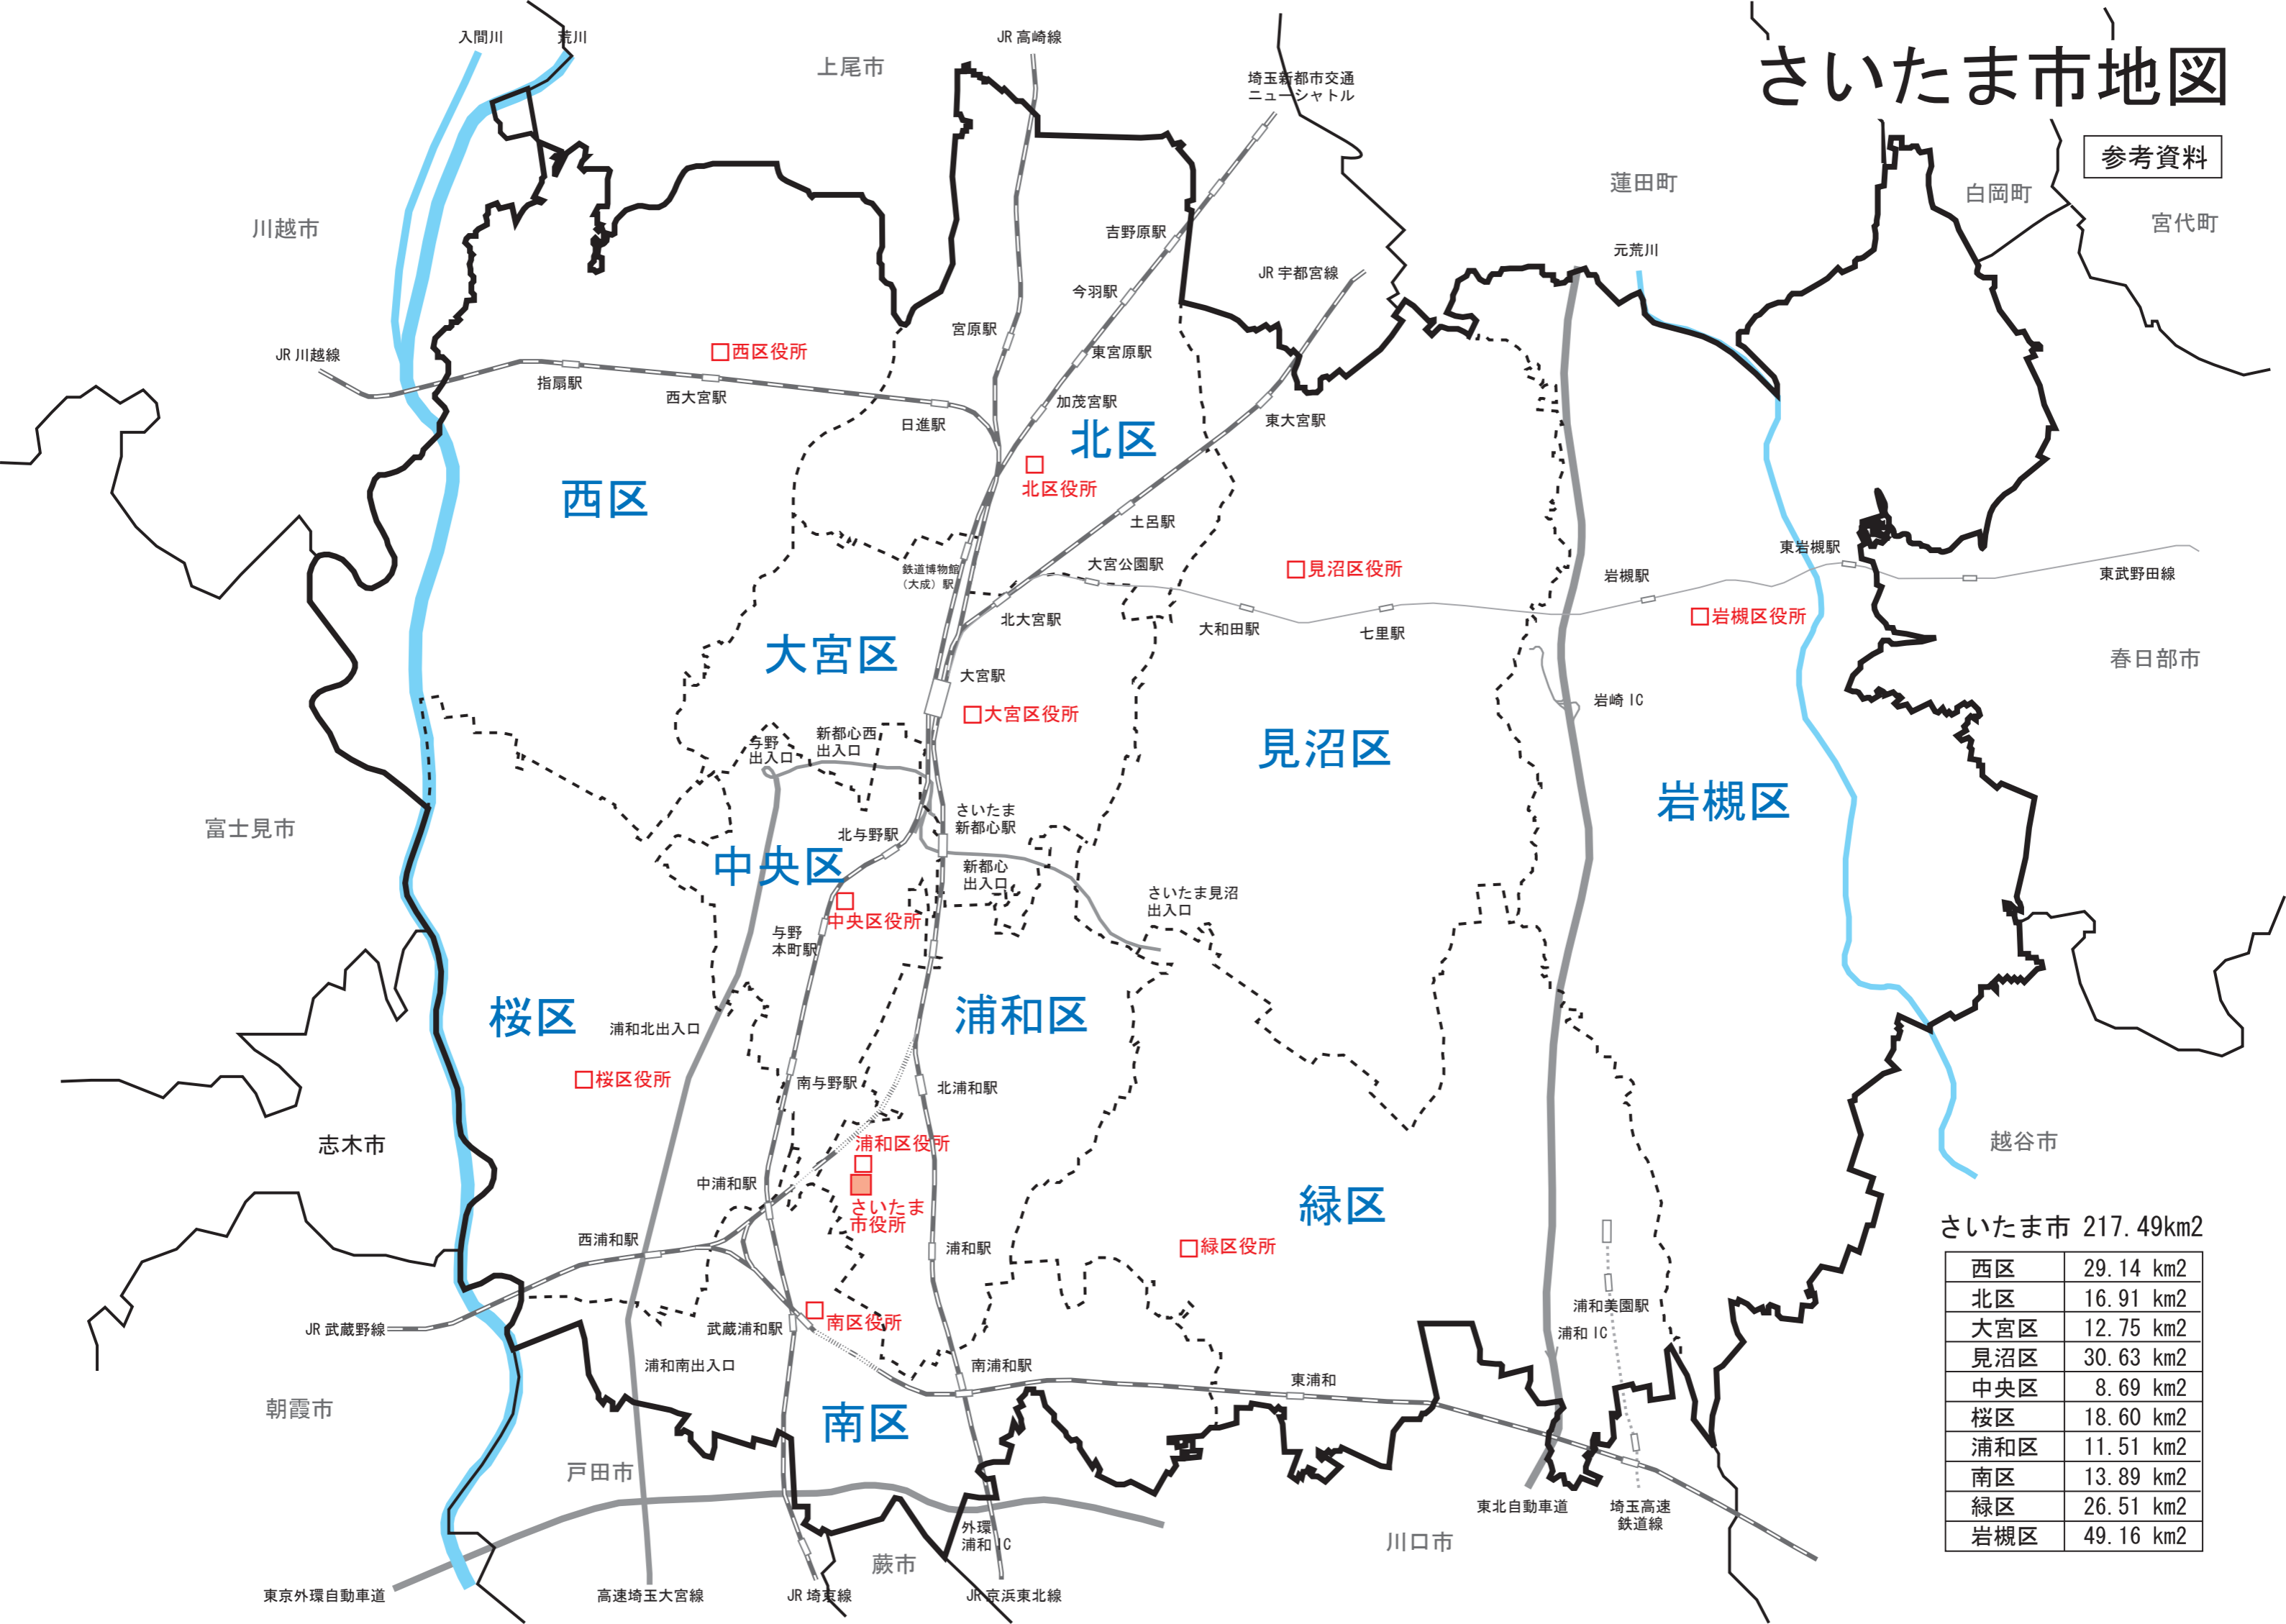 さいたま市地図
参考資料
入間川
荒川
上尾市
JR 高崎線
埼玉新都市交通
ニューシャトル
蓮田町
白岡町
宮代町
川越市
吉野原駅
元荒川
JR 宇都宮線
今羽駅
宮原駅
東宮原駅
JR 川越線
西区役所
指扇駅
西大宮駅
日進駅
加茂宮駅
東大宮駅
北区
西区
北区役所
土呂駅
鉄道博物館
(大成)駅
大宮公園駅
見沼区役所
東岩槻駅
岩槻駅
東武野田線
岩槻区役所
北大宮駅
大和田駅
七里駅
大宮区
春日部市
大宮駅
大宮区役所
岩崎 IC
与野
出入口
新都心西
出入口
見沼区
岩槻区
富士見市
北与野駅
さいたま
新都心駅
中央区
新都心
出入口
さいたま見沼
出入口
中央区役所
与野
本町駅
桜区
浦和区
浦和北出入口
桜区役所
南与野駅
北浦和駅
志木市
浦和区役所
越谷市
中浦和駅
さいたま
市役所
緑区
西浦和駅
浦和駅
緑区役所
浦和美園駅
JR 武蔵野線
武蔵浦和駅
南区役所
浦和 IC
浦和南出入口
南浦和駅
東浦和
朝霞市
南区
戸田市
東北自動車道
埼玉高速
鉄道線
外環
浦和 IC
川口市
蕨市
東京外環自動車道
高速埼玉大宮線
JR 埼京線
JR 京浜東北線
さいたま市 217.49km2
西区 29.14 km2
北区 16.91 km2
大宮区 12.75 km2
見沼区 30.63 km2
中央区 8.69 km2
桜区 18.60 km2
浦和区 11.51 km2
南区 13.89 km2
緑区 26.51 km2
岩槻区 49.16 km2